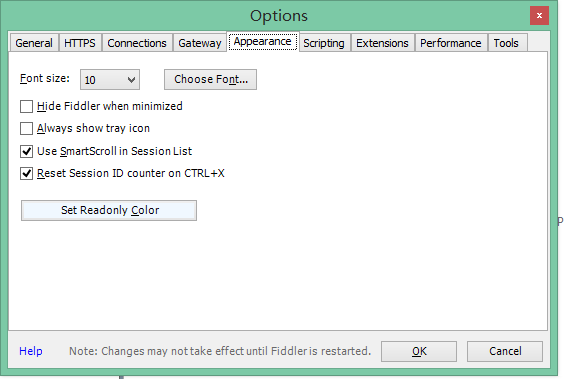 Options
x
General HTTPS Connections Gateway Appearance Scripting Extensions Performance Tools
Font size: 10 Choose Font...
Hide Fiddler when minimized
Always show tray icon
Use SmartScroll in Session List
Reset Session ID counter on CTRL+X
Set Readonly Color
p
Help Note: Changes may not take effect until Fiddler is restarted. OK Cancel